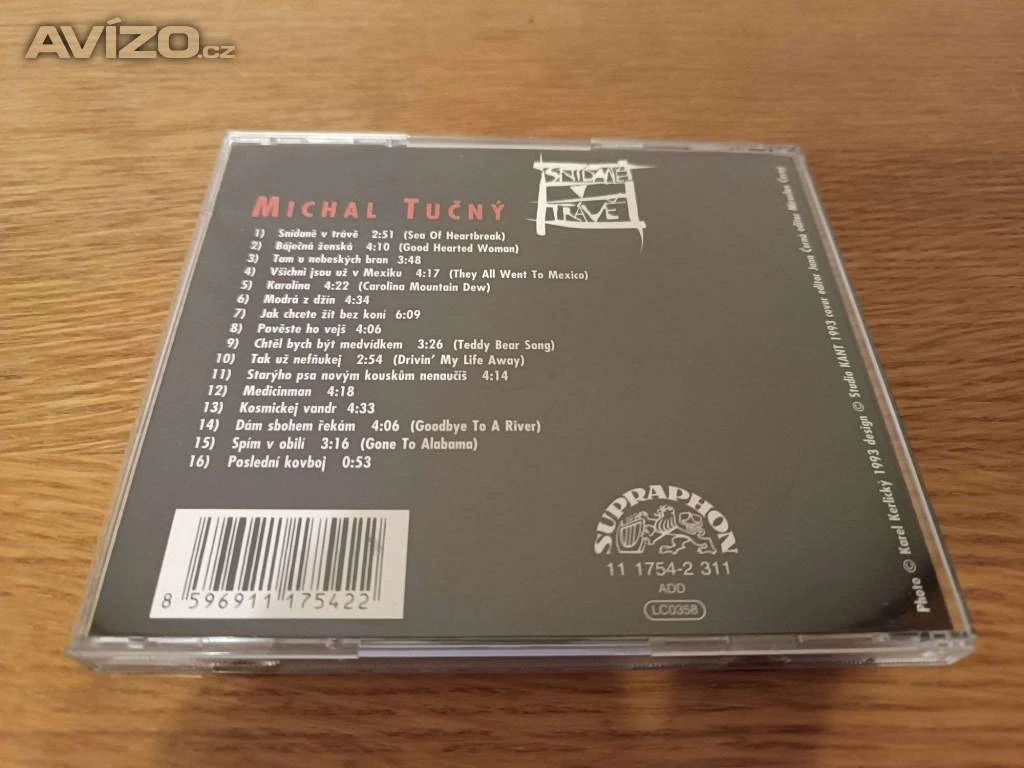 AVÍZO.cz
SNÍDANĚ
V
TRÁVĚ
MICHAL TUČNÝ
1) Snídaně v trávě 2:51 (Sea Of Heartbreak)
2) Báječná ženská 4:10 (Good Hearted Woman)
3) Tam u nebeských bran 3:48
4) Všichni jsou už v Mexiku 4:17 (They All Went To Mexico)
5) Karolina 4:22 (Carolina Mountain Dew)
6) Modrá z džín 4:34
7) Jak chcete žít bez koní 6:09
8) Pověste ho vejš 4:06
9) Chtěl bych být medvídkem 3:26 (Teddy Bear Song)
10) Tak už nefňukej 2:54 (Drivin' My Life Away)
11) Starýho psa novým kouskům nenaučíš 4:14
12) Medicinman 4:18
13) Kosmickej vandr 4:33
14) Dám sbohem řekám 4:06 (Goodbye To A River)
15) Spím v obilí 3:16 (Gone To Alabama)
16) Poslední kovboj 0:53
8 596911 175422
SUPRAPHON
11 1754-2 311
ADD
LC0358
Photo © Karel Kerlický 1993 design © Studio KANT 1993 cover editor Jana Černá editor Miroslav Černý